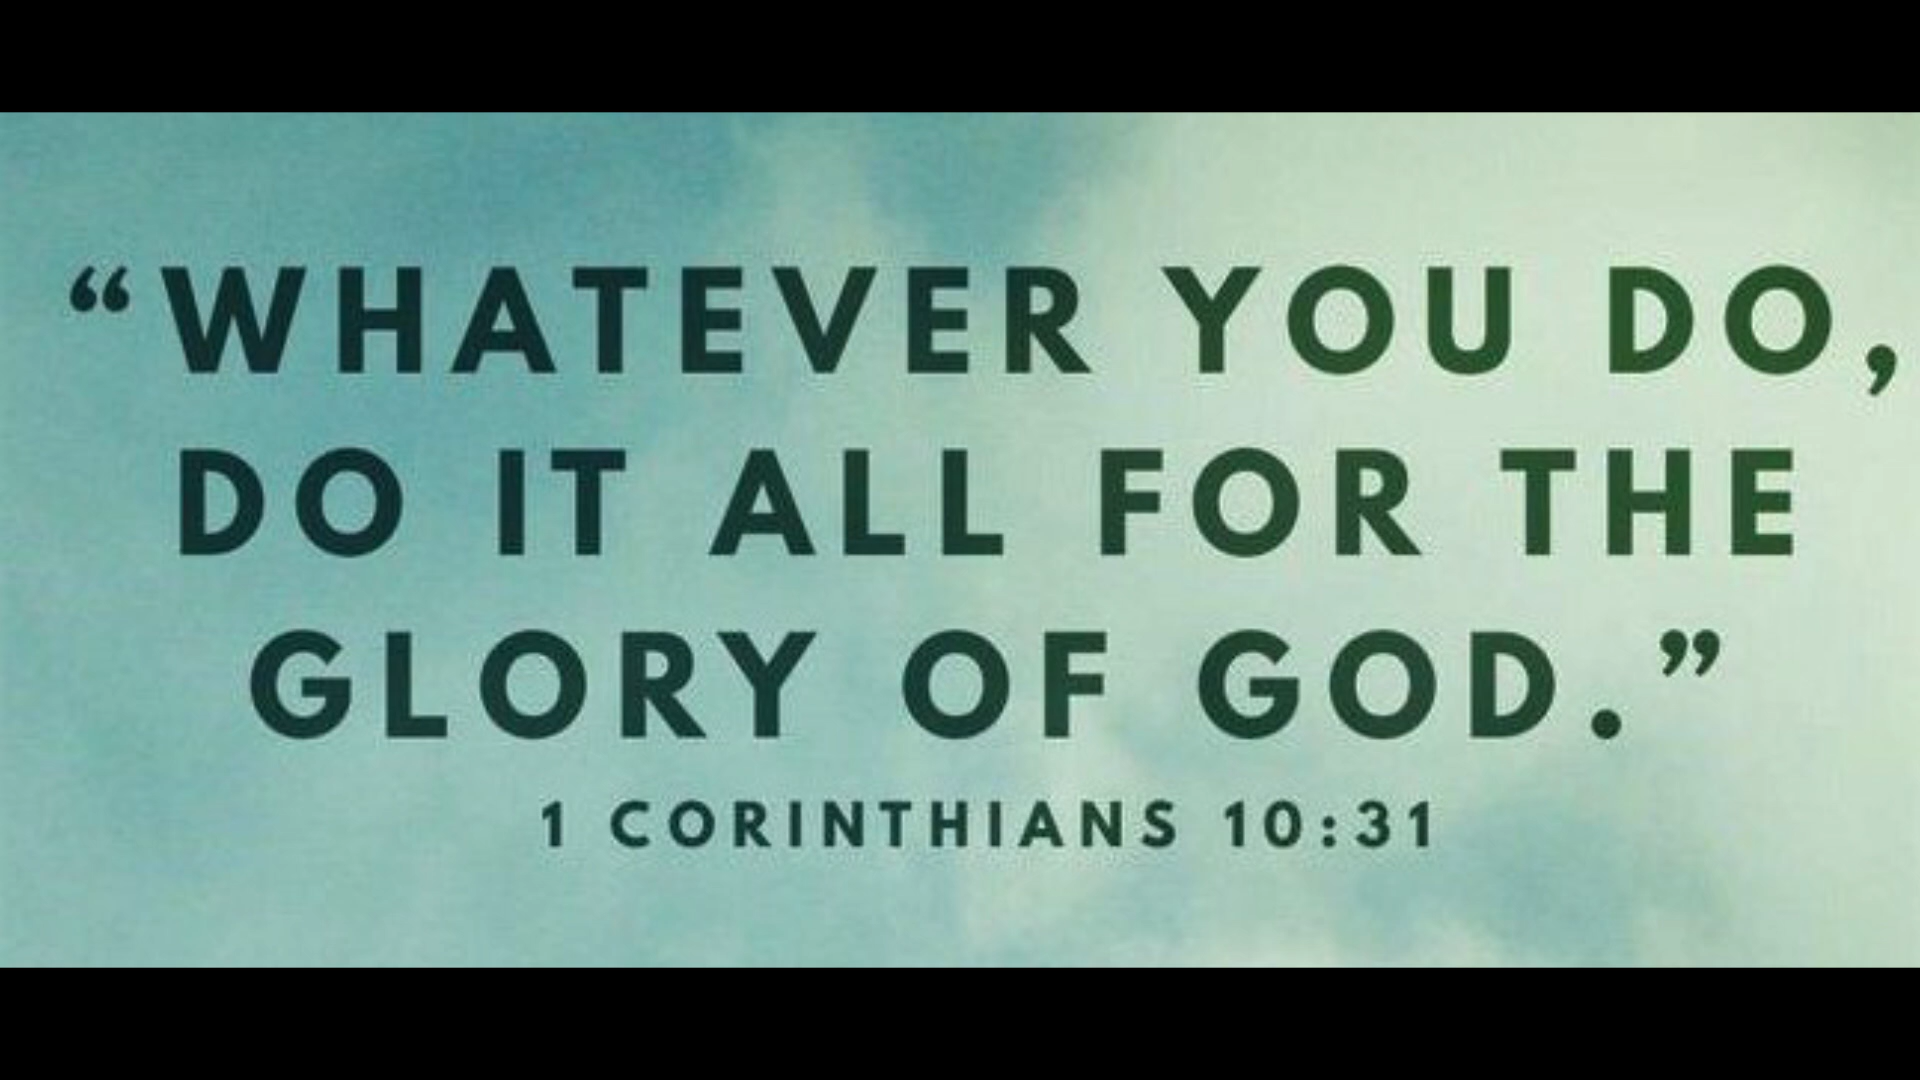 “WHATEVER YOU DO,
DO IT ALL FOR THE
GLORY OF GOD.”
1 CORINTHIANS 10:31